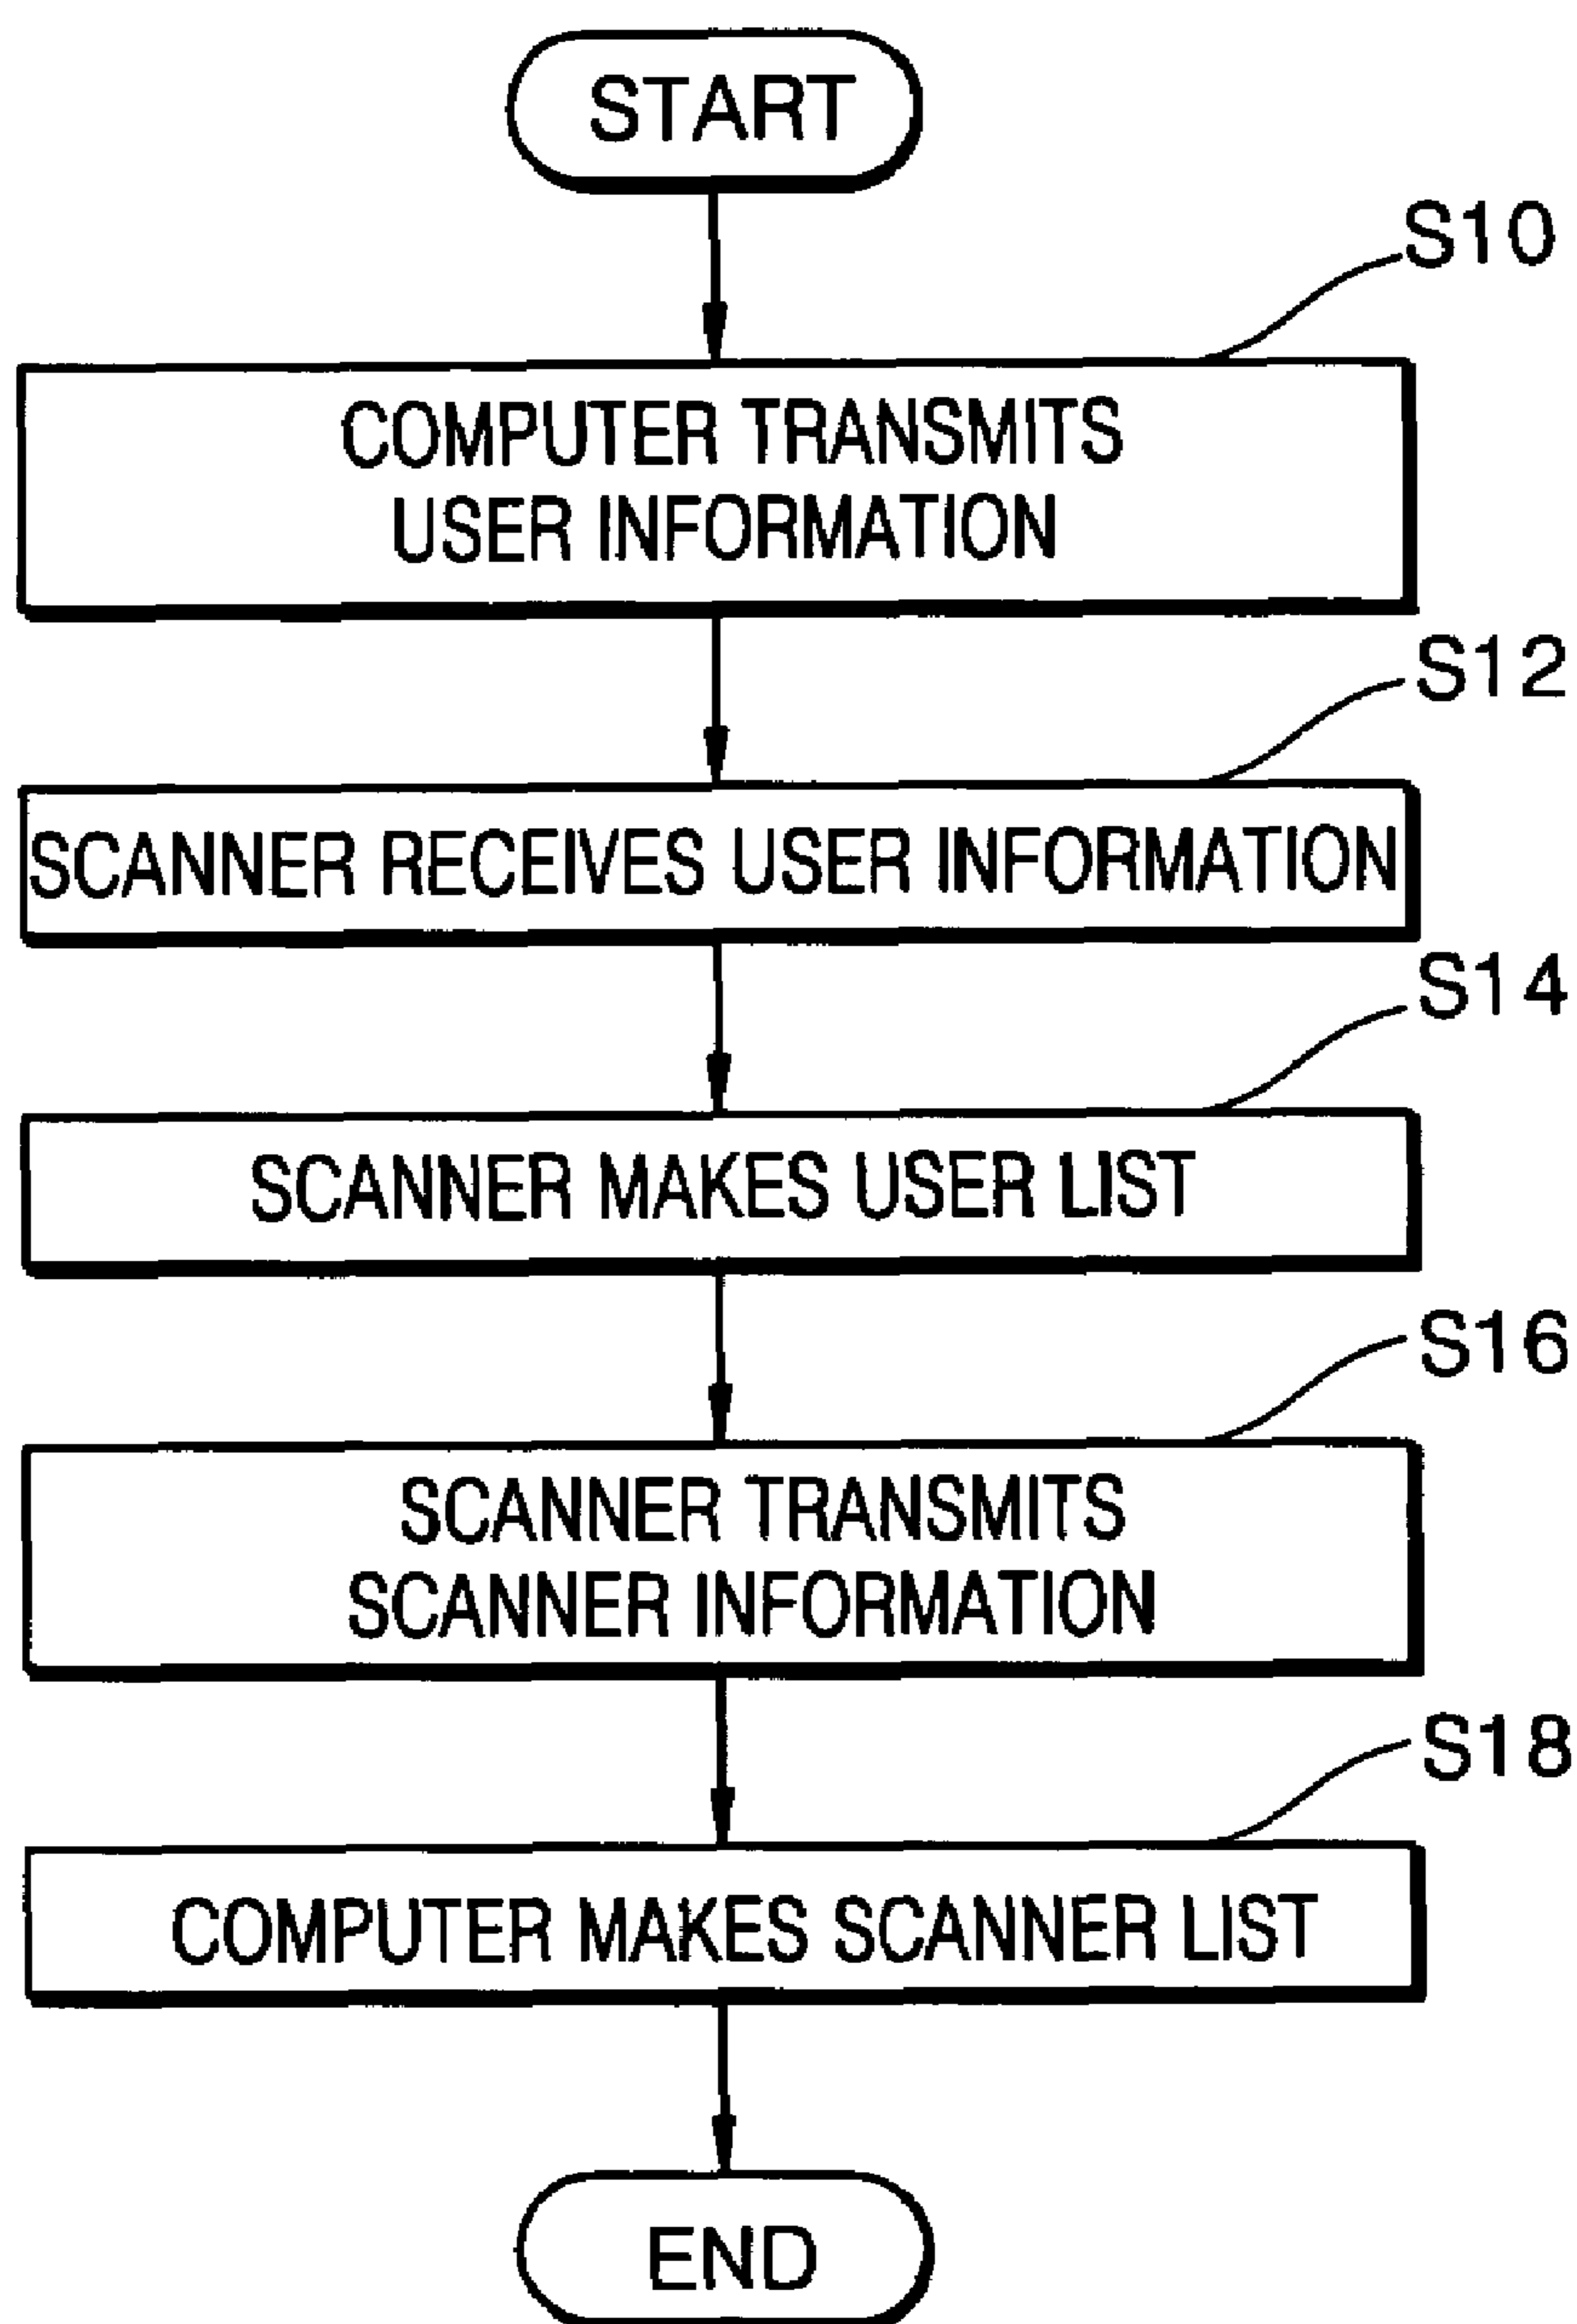 START
S10
COMPUTER TRANSMITS
USER INFORMATION
S12
SCANNER RECEIVES USER INFORMATION
S14
SCANNER MAKES USER LIST
S16
SCANNER TRANSMITS
SCANNER INFORMATION
S18
COMPUTER MAKES SCANNER LIST
END